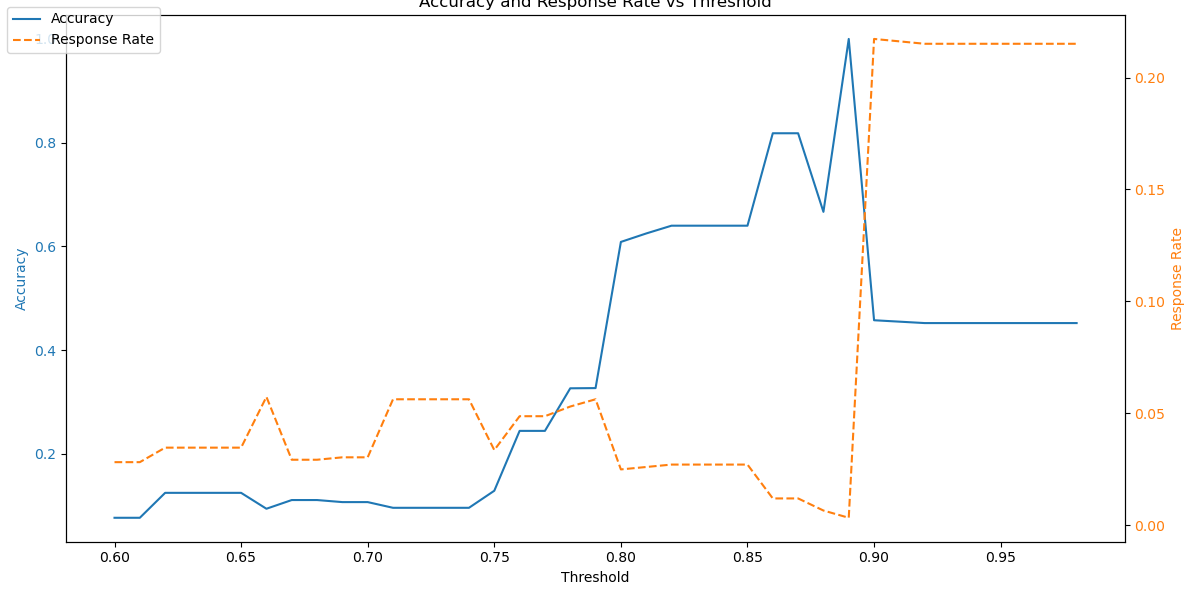 Accuracy and Response Rate vs Threshold
Accuracy
Response Rate
0.8
0.6
0.4
0.2
Accuracy
0.20
0.15
0.10
0.05
0.00
Response Rate
0.60 0.65 0.70 0.75 0.80 0.85 0.90 0.95
Threshold